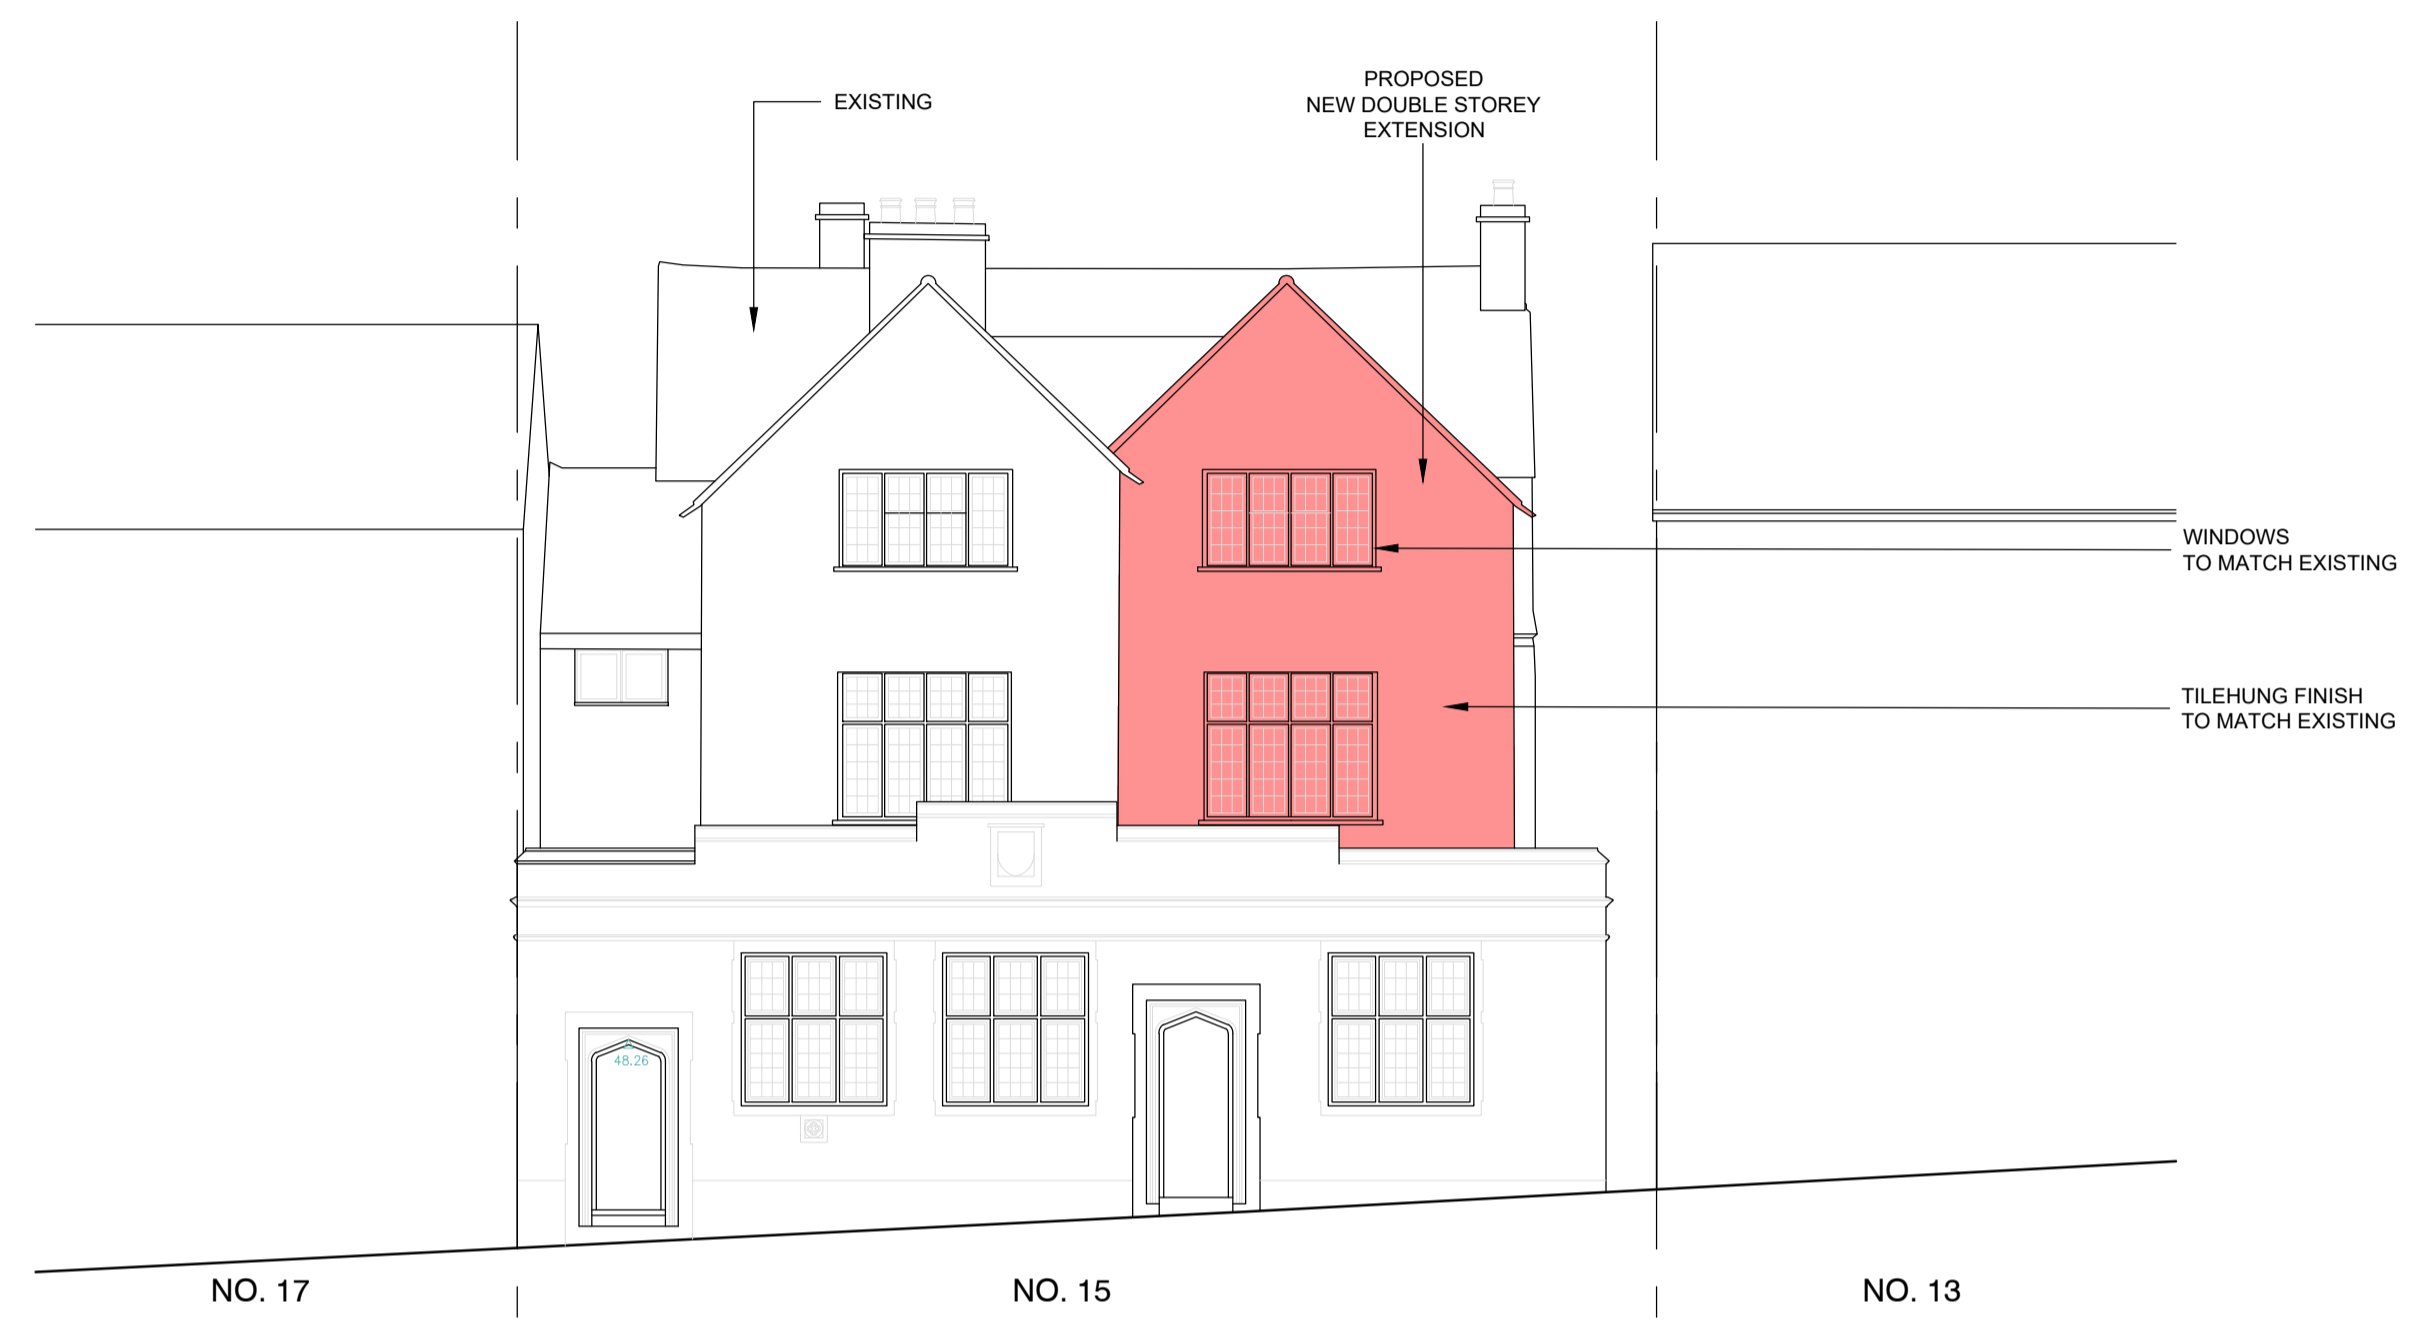 EXISTING
PROPOSED
NEW DOUBLE STOREY
EXTENSION
WINDOWS
TO MATCH EXISTING
TILEHUNG FINISH
TO MATCH EXISTING
48.26
NO. 17
NO. 15
NO. 13